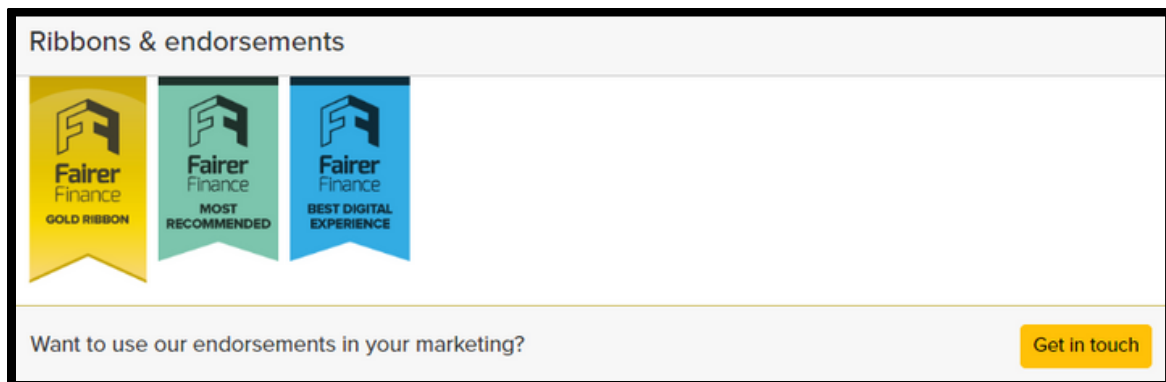 Ribbons & endorsements
Fairer
Finance
GOLD RIBBON
Fairer
Finance
MOST
RECOMMENDED
Fairer
Finance
BEST DIGITAL
EXPERIENCE
Want to use our endorsements in your marketing?
Get in touch